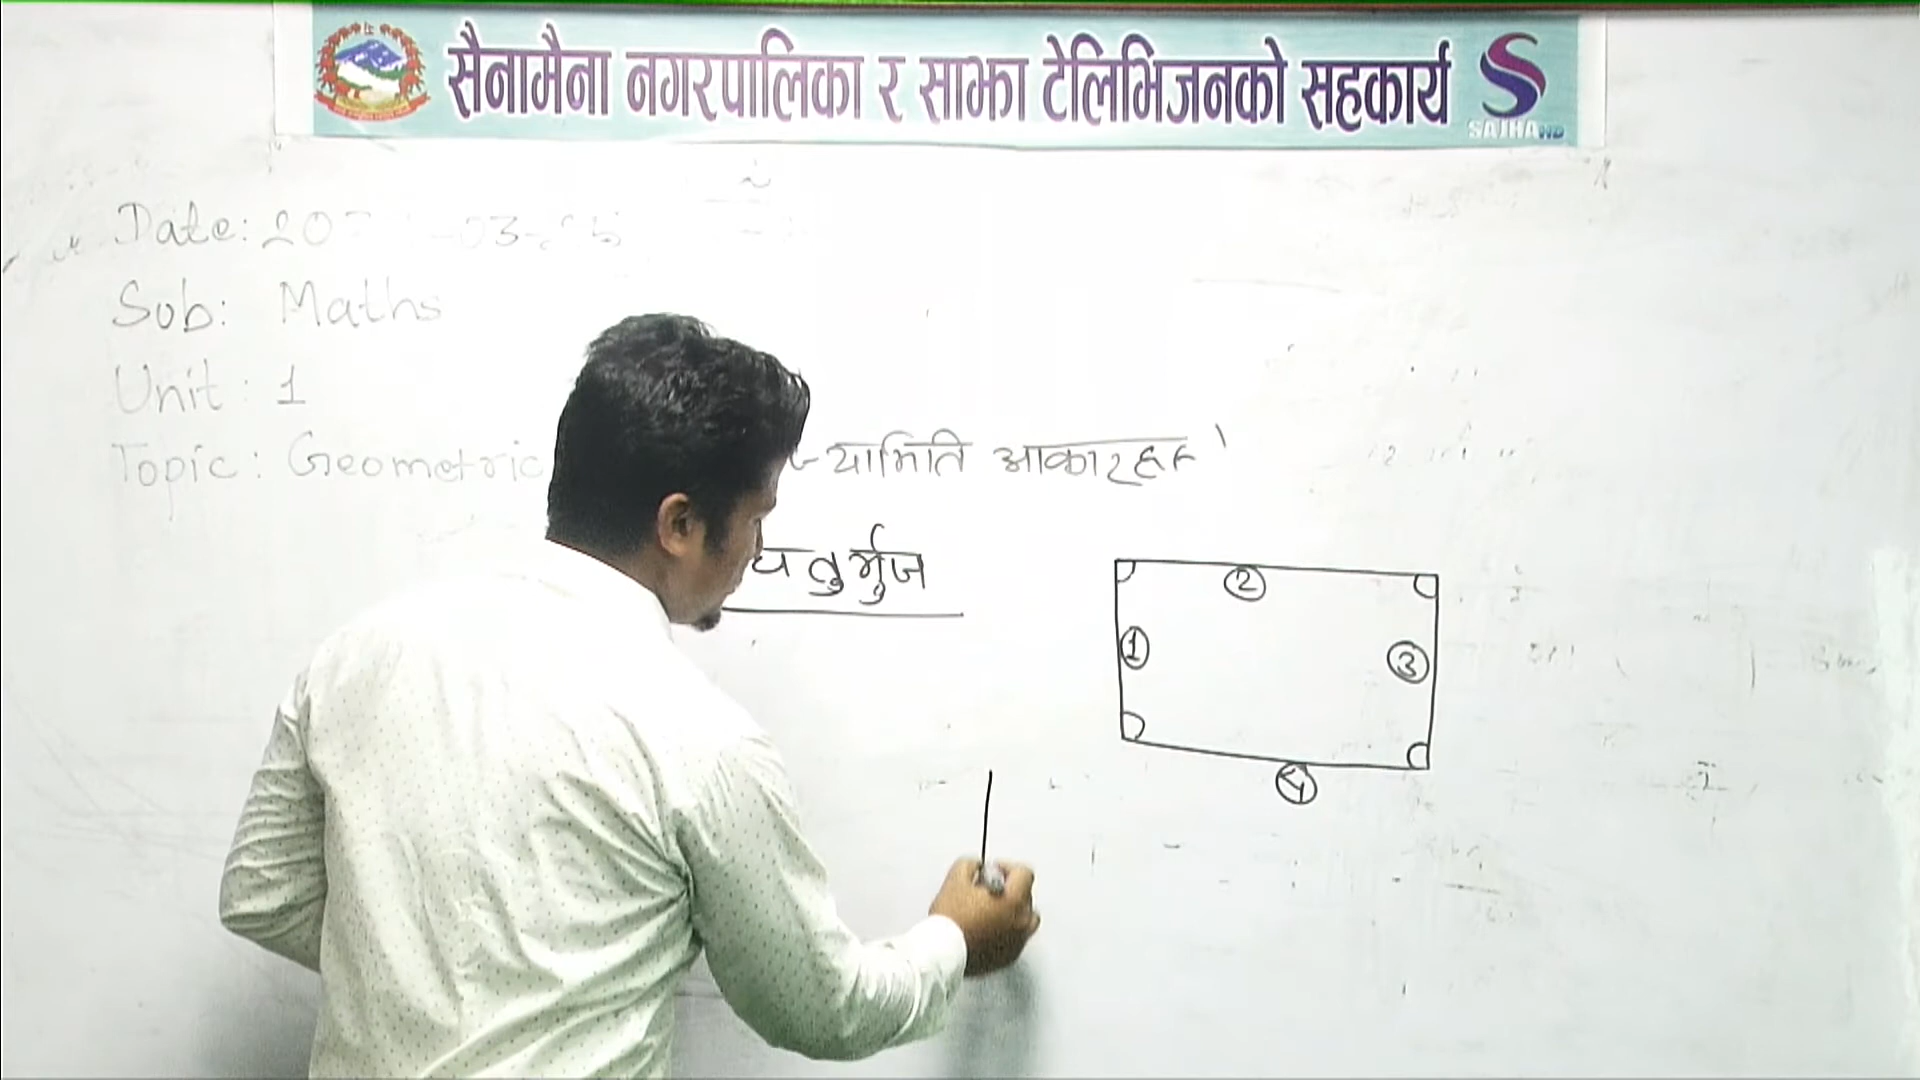 सैनामैना नगरपालिका र साझा टेलिभिजनको सहकार्य
SAJHA HD
Date: 20
Sub: Maths
Unit: 1
Topic: Geometric ज्यामिति आकारहरु
चतुर्भुज
2
1
3
4